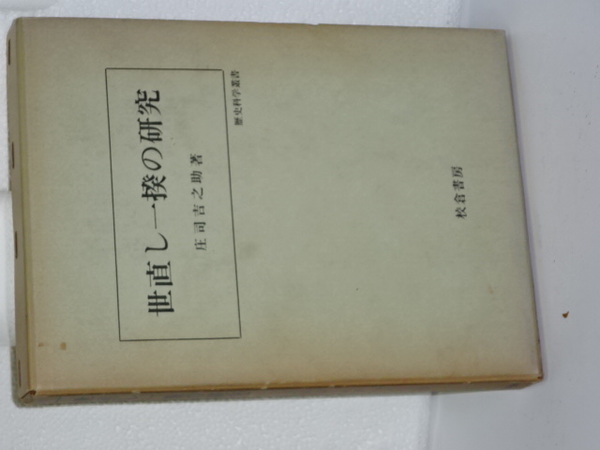 世直し一揆の研究
庄司吉之助著
歴史科学叢書
校倉書房